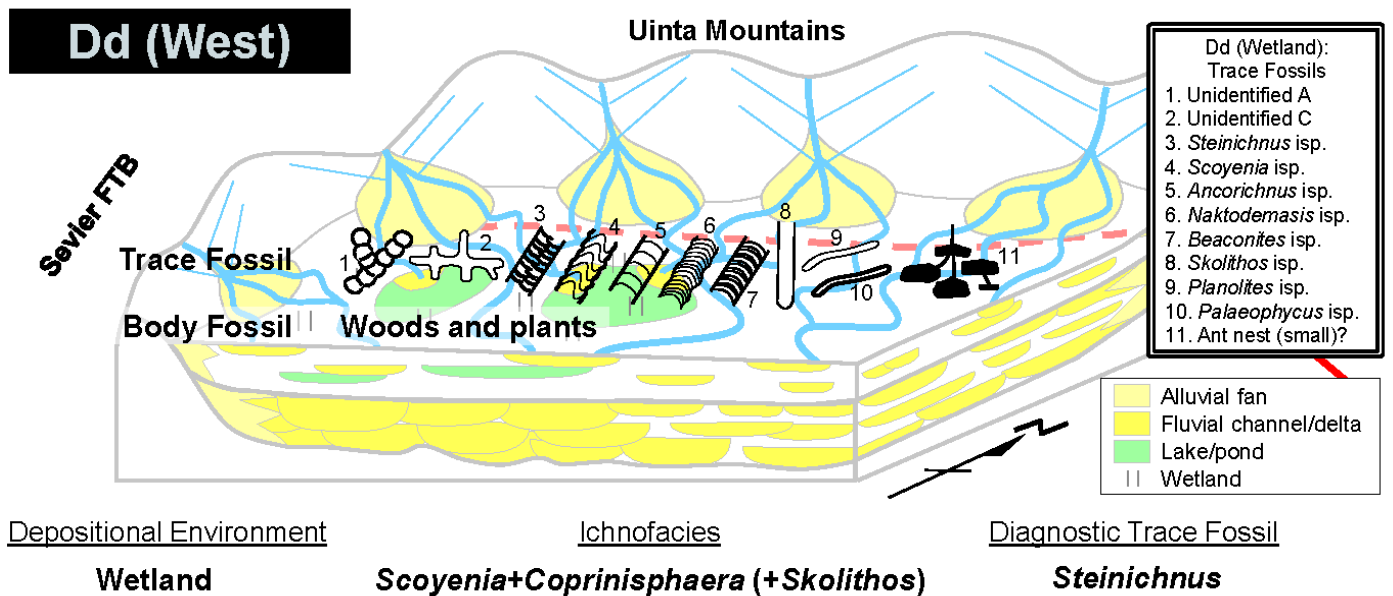 Dd (West)
Uinta Mountains
Sevier FTB
Dd (Wetland):
Trace Fossils
1. Unidentified A
2. Unidentified C
3. Steinichnus isp.
4. Scoyenia isp.
5. Ancorichnus isp.
6. Naktodemasis isp.
7. Beaconites isp.
8. Skolithos isp.
9. Planolites isp.
10. Palaeophycus isp.
11. Ant nest (small)?
Trace Fossil
1
2
3
4
5
6
7
8
9
10
11
Body Fossil
Woods and plants
Alluvial fan
Fluvial channel/delta
Lake/pond
Wetland
N
Depositional Environment
Ichnofacies
Diagnostic Trace Fossil
Wetland
Scoyenia+Coprinisphaera (+Skolithos)
Steinichnus